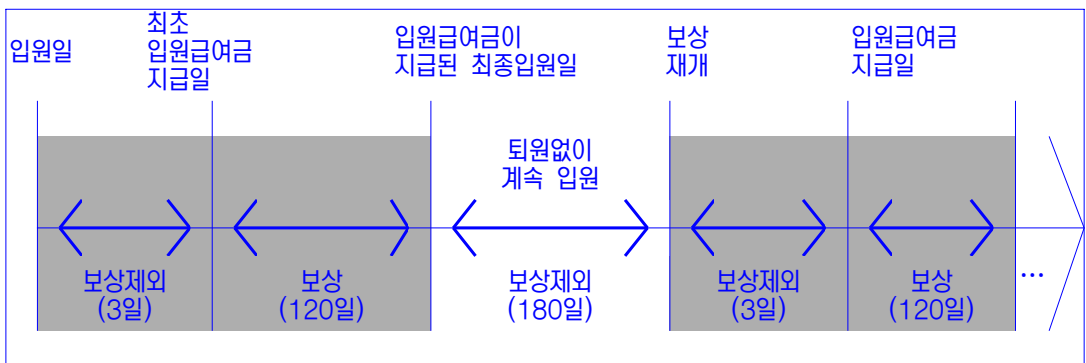 입원일
최초
입원급여금
지급일
입원급여금이
지급된 최종입원일
보상
재개
입원급여금
지급일
퇴원없이
계속 입원
보상제외
(3일)
보상
(120일)
보상제외
(180일)
보상제외
(3일)
보상
(120일)
...